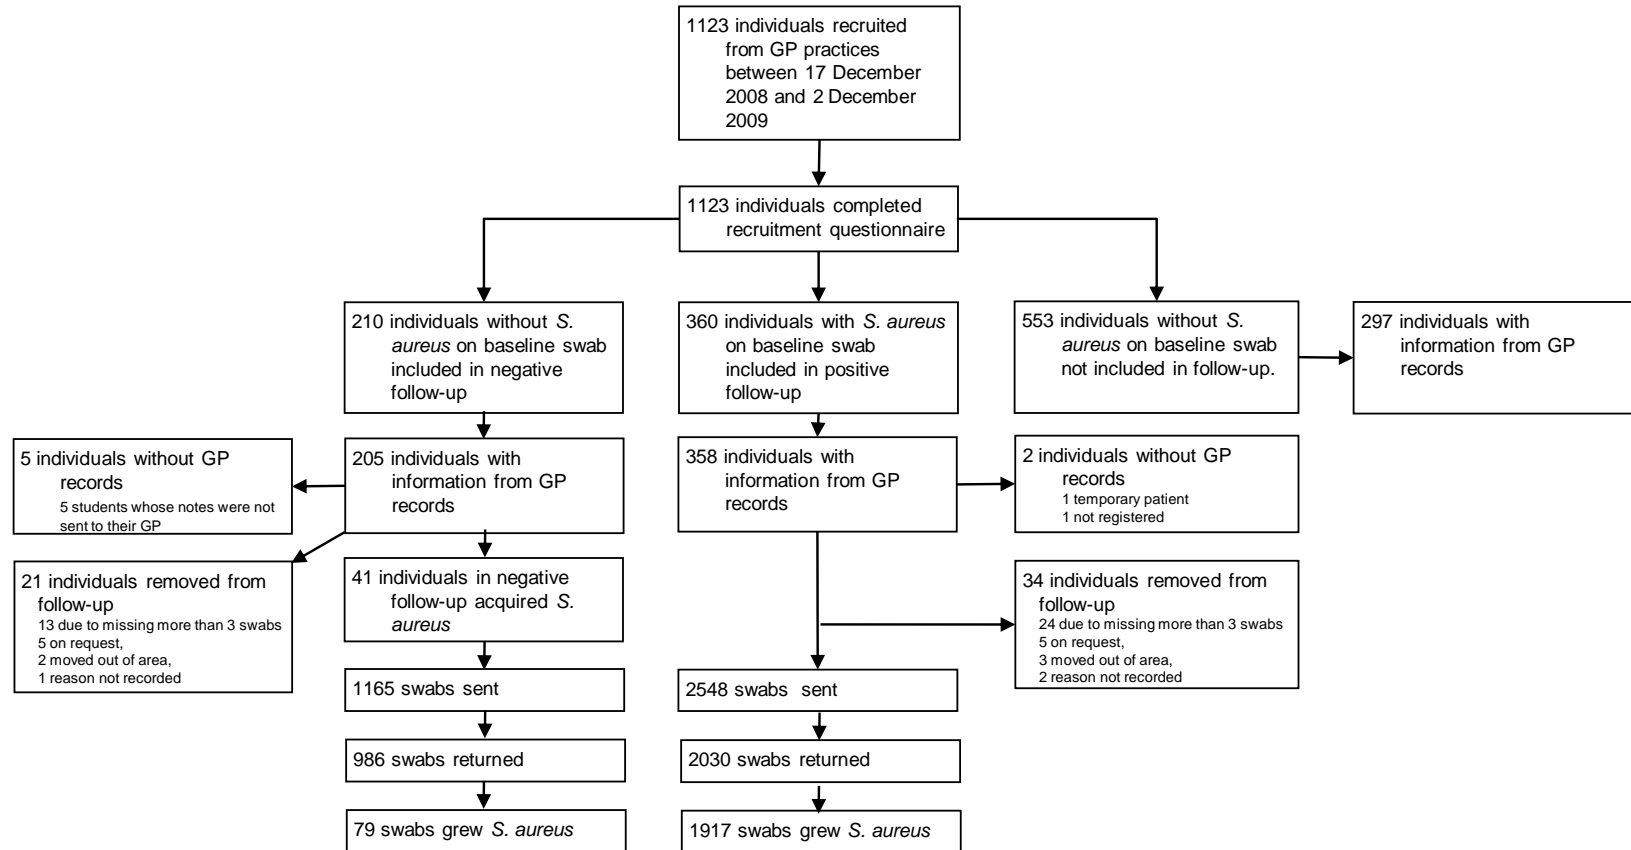 1123 individuals recruited
from GP practices
between 17 December
2008 and 2 December
2009
1123 individuals completed
recruitment questionnaire
210 individuals without S.
aureus on baseline swab
included in negative
follow-up
360 individuals with S. aureus
on baseline swab
included in positive
follow-up
553 individuals without S.
aureus on baseline swab
not included in follow-up.
297 individuals with
information from GP
records
5 individuals without GP
records
5 students whose notes were not
sent to their GP
205 individuals with
information from GP
records
358 individuals with
information from GP
records
2 individuals without GP
records
1 temporary patient
1 not registered
21 individuals removed from
follow-up
13 due to missing more than 3 swabs
5 on request,
2 moved out of area,
1 reason not recorded
41 individuals in negative
follow-up acquired S.
aureus
34 individuals removed from
follow-up
24 due to missing more than 3 swabs
5 on request,
3 moved out of area,
2 reason not recorded
1165 swabs sent
2548 swabs sent
986 swabs returned
2030 swabs returned
79 swabs grew S. aureus
1917 swabs grew S. aureus